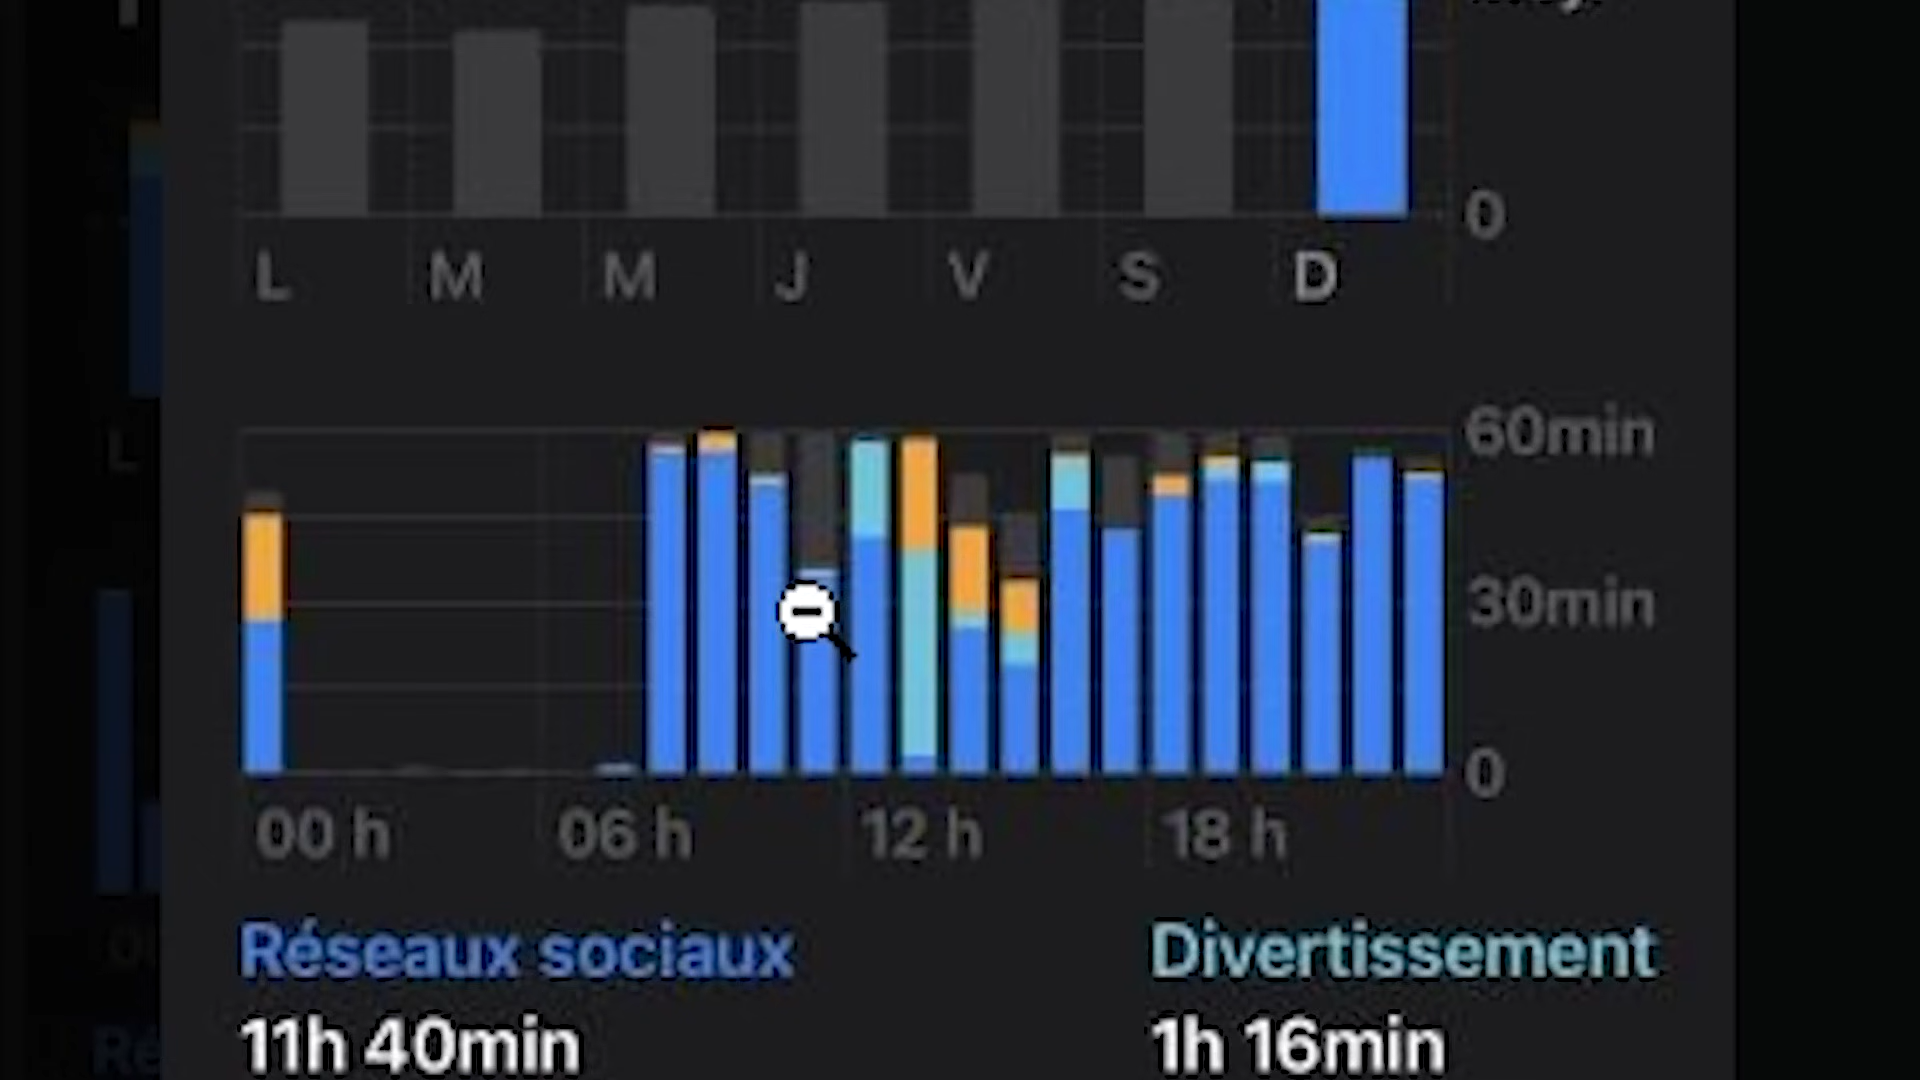 0
L M M J V S D
60min
30min
0
00 h 06 h 12 h 18 h
Réseaux sociaux Divertissement
11h 40min 1h 16min